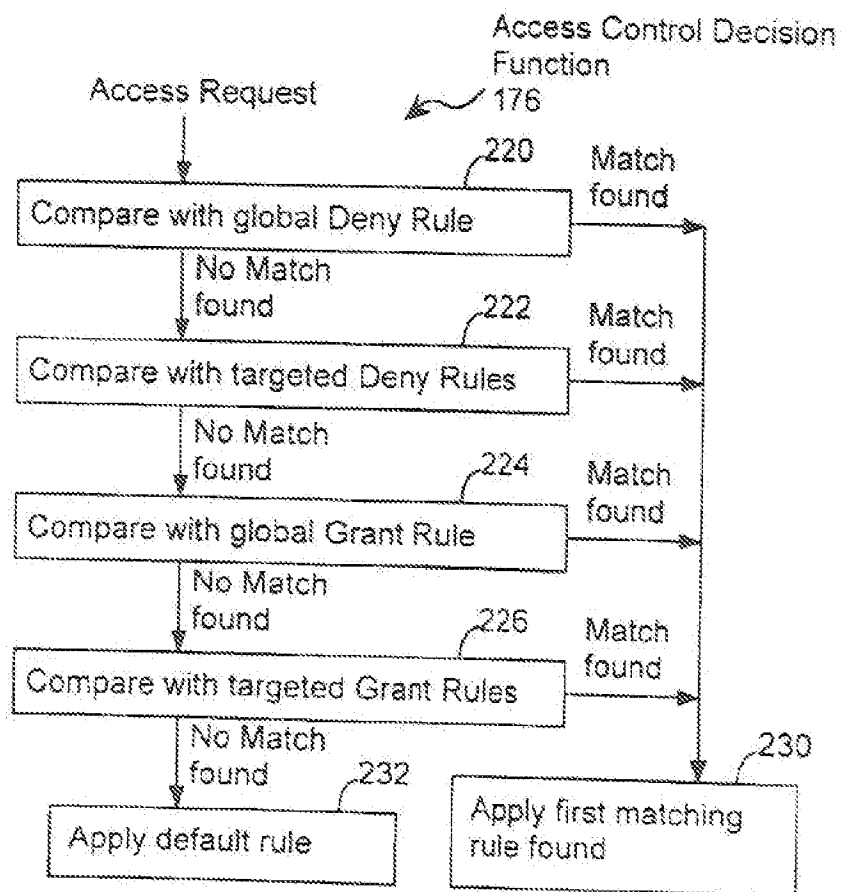 Access Control Decision
Function
176
Access Request
220
Match
found
Compare with global Deny Rule
No Match
found
222
Match
found
Compare with targeted Deny Rules
No Match
found
224
Match
found
Compare with global Grant Rule
No Match
found
226
Match
found
Compare with targeted Grant Rules
No Match
found
232
230
Apply default rule
Apply first matching
rule found